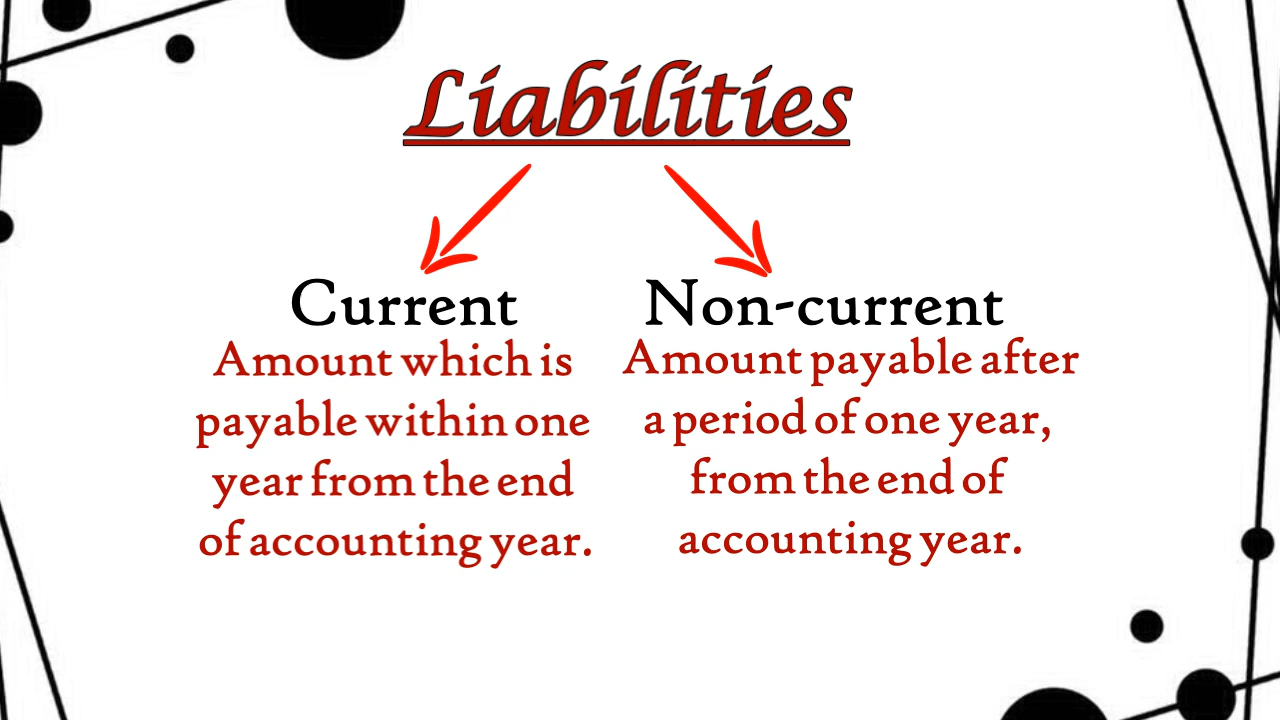 Liabilities
Current
Amount which is
payable within one
year from the end
of accounting year.
Non-current
Amount payable after
a period of one year,
from the end of
accounting year.